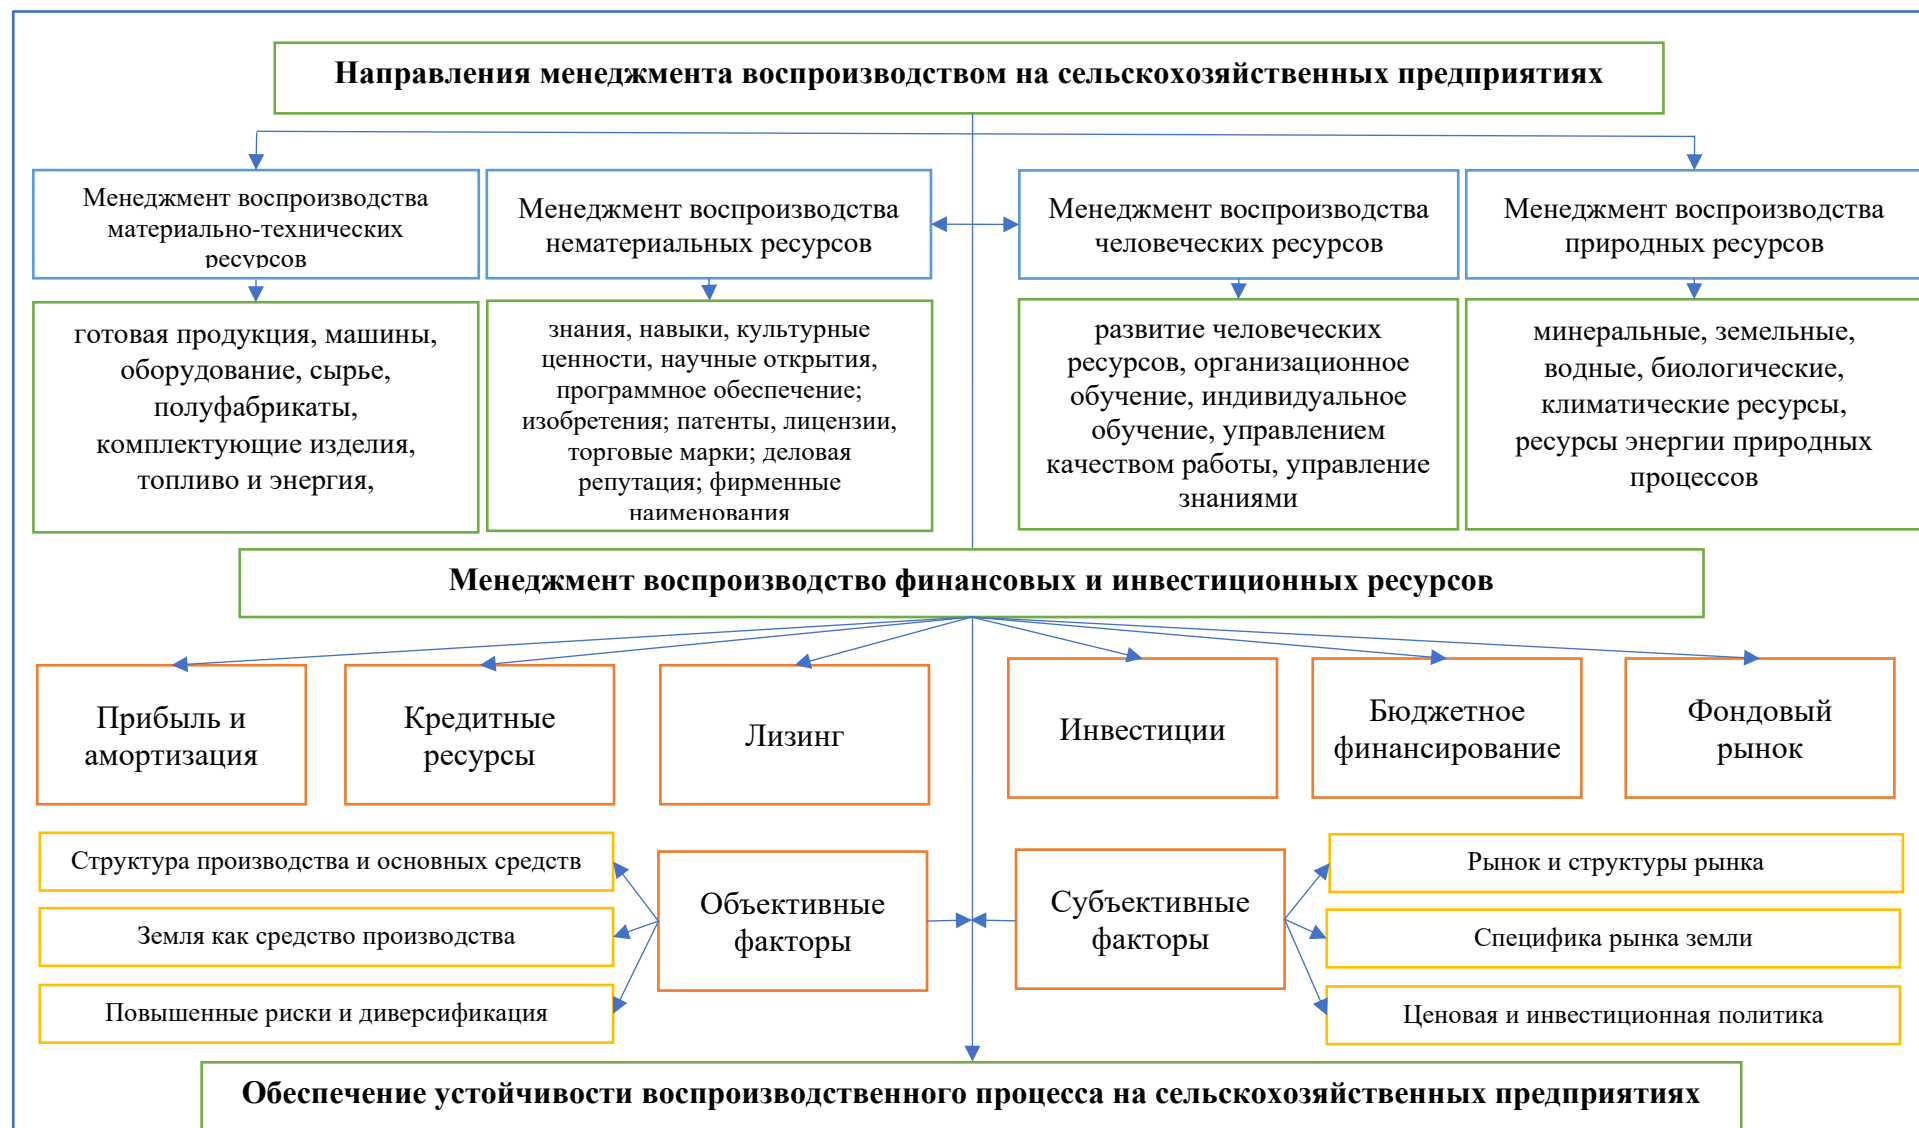 Направления менеджмента воспроизводством на сельскохозяйственных предприятиях
Менеджмент воспроизводства
материально-технических
ресурсов
Менеджмент воспроизводства
нематериальных ресурсов
Менеджмент воспроизводства
человеческих ресурсов
Менеджмент воспроизводства
природных ресурсов
готовая продукция, машины,
оборудование, сырье,
полуфабрикаты,
комплектующие изделия,
топливо и энергия,
знания, навыки, культурные
ценности, научные открытия,
программное обеспечение;
изобретения; патенты, лицензии,
торговые марки; деловая
репутация; фирменные
наименования
развитие человеческих
ресурсов, организационное
обучение, индивидуальное
обучение, управлением
качеством работы, управление
знаниями
минеральные, земельные,
водные, биологические,
климатические ресурсы,
ресурсы энергии природных
процессов
Менеджмент воспроизводство финансовых и инвестиционных ресурсов
Прибыль и
амортизация
Кредитные
ресурсы
Лизинг
Инвестиции
Бюджетное
финансирование
Фондовый
рынок
Структура производства и основных средств
Земля как средство производства
Повышенные риски и диверсификация
Объективные
факторы
Субъективные
факторы
Рынок и структуры рынка
Специфика рынка земли
Ценовая и инвестиционная политика
Обеспечение устойчивости воспроизводственного процесса на сельскохозяйственных предприятиях